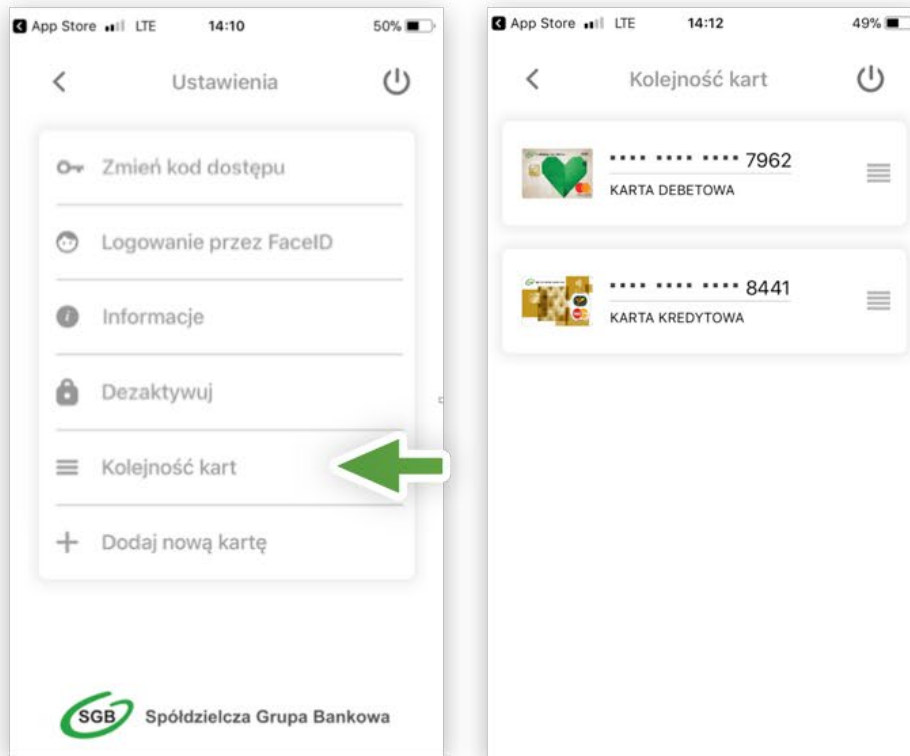 App Store LTE 14:10 50%
Ustawienia
Zmień kod dostępu
Logowanie przez FaceID
Informacje
Dezaktywuj
Kolejność kart
Dodaj nową kartę
SGB Spółdzielcza Grupa Bankowa
App Store LTE 14:12 49%
Kolejność kart
•••• •••• •••• 7962
KARTA DEBETOWA
•••• •••• •••• 8441
KARTA KREDYTOWA